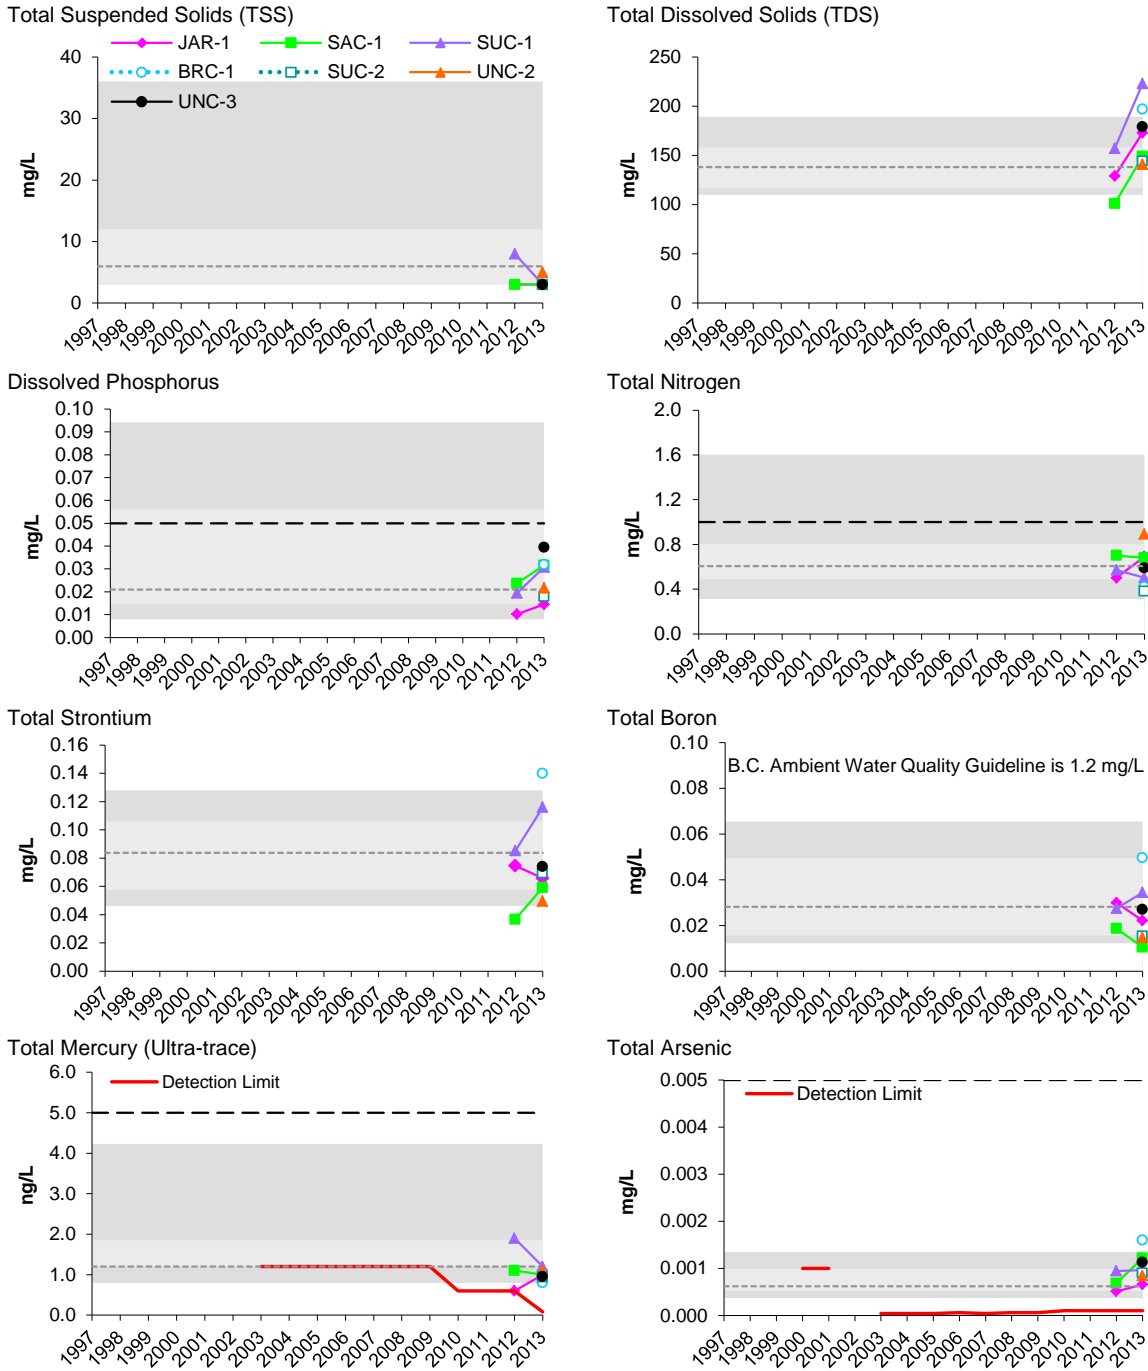 Total Suspended Solids (TSS)
JAR-1
SAC-1
SUC-1
BRC-1
SUC-2
UNC-2
UNC-3
40
30
20
10
0
mg/L
1997 1998 1999 2000 2001 2002 2003 2004 2005 2006 2007 2008 2009 2010 2011 2012 2013
Total Dissolved Solids (TDS)
250
200
150
100
50
0
mg/L
1997 1998 1999 2000 2001 2002 2003 2004 2005 2006 2007 2008 2009 2010 2011 2012 2013
Dissolved Phosphorus
0.10
0.09
0.08
0.07
0.06
0.05
0.04
0.03
0.02
0.01
0.00
mg/L
1997 1998 1999 2000 2001 2002 2003 2004 2005 2006 2007 2008 2009 2010 2011 2012 2013
Total Nitrogen
2.0
1.6
1.2
0.8
0.4
0.0
mg/L
1997 1998 1999 2000 2001 2002 2003 2004 2005 2006 2007 2008 2009 2010 2011 2012 2013
Total Strontium
0.16
0.14
0.12
0.10
0.08
0.06
0.04
0.02
0.00
mg/L
1997 1998 1999 2000 2001 2002 2003 2004 2005 2006 2007 2008 2009 2010 2011 2012 2013
Total Boron
B.C. Ambient Water Quality Guideline is 1.2 mg/L
0.10
0.08
0.06
0.04
0.02
0.00
mg/L
1997 1998 1999 2000 2001 2002 2003 2004 2005 2006 2007 2008 2009 2010 2011 2012 2013
Total Mercury (Ultra-trace)
Detection Limit
6.0
5.0
4.0
3.0
2.0
1.0
0.0
ng/L
1997 1998 1999 2000 2001 2002 2003 2004 2005 2006 2007 2008 2009 2010 2011 2012 2013
Total Arsenic
Detection Limit
0.005
0.004
0.003
0.002
0.001
0.000
mg/L
1997 1998 1999 2000 2001 2002 2003 2004 2005 2006 2007 2008 2009 2010 2011 2012 2013